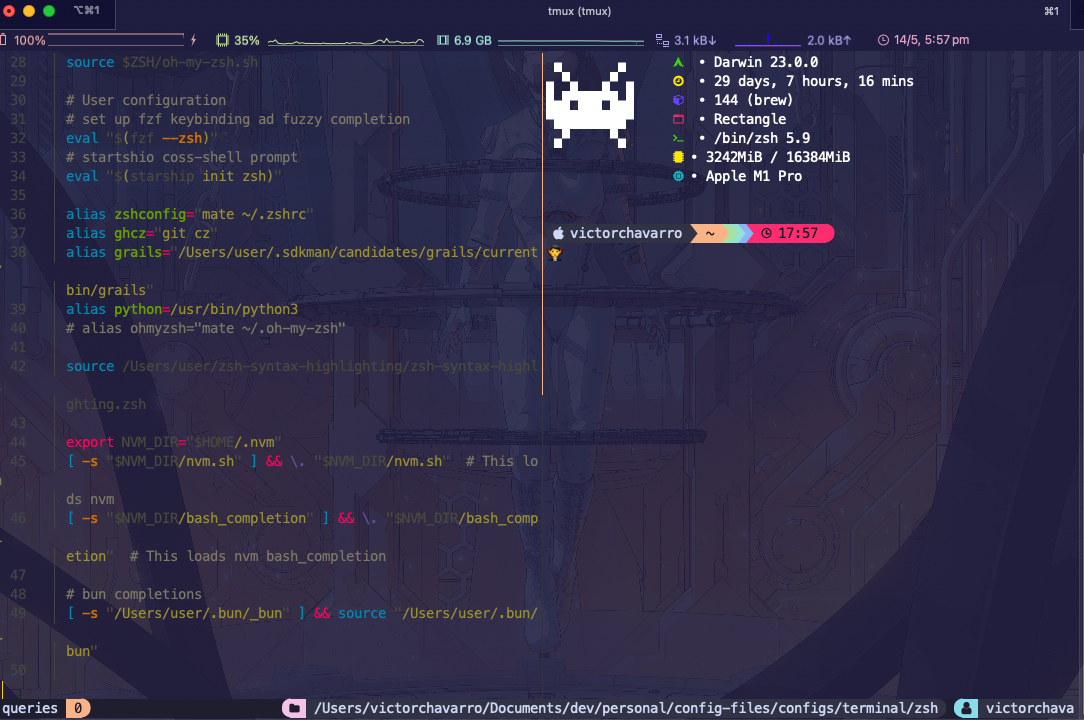 ⌥⌘1
tmux (tmux)
⌘1
100%
35%
6.9 GB
3.1 kB↓
2.0 kB↑
14/5, 5:57 pm
28 source $ZSH/oh-my-zsh.sh
29
30 # User configuration
31 # set up fzf keybinding ad fuzzy completion
32 eval "$(fzf --zsh)"
33 # startshio coss-shell prompt
34 eval "$(starship init zsh)"
35
36 alias zshconfig="mate ~/.zshrc"
37 alias ghcz="git cz"
38 alias grails="/Users/user/.sdkman/candidates/grails/current
bin/grails"
39 alias python=/usr/bin/python3
40 # alias ohmyzsh="mate ~/.oh-my-zsh"
41
42 source /Users/user/zsh-syntax-highlighting/zsh-syntax-highl
ghting.zsh
43
44 export NVM_DIR="$HOME/.nvm"
45 [ -s "$NVM_DIR/nvm.sh" ] && \. "$NVM_DIR/nvm.sh"  # This lo
ds nvm
46 [ -s "$NVM_DIR/bash_completion" ] && \. "$NVM_DIR/bash_comp
etion"  # This loads nvm bash_completion
47
48 # bun completions
49 [ -s "/Users/user/.bun/_bun" ] && source "/Users/user/.bun/
bun"
50
• Darwin 23.0.0
• 29 days, 7 hours, 16 mins
• 144 (brew)
• Rectangle
• /bin/zsh 5.9
• 3242MiB / 16384MiB
• Apple M1 Pro
victorchavarro ~ 17:57
queries 0
/Users/victorchavarro/Documents/dev/personal/config-files/configs/terminal/zsh
victorchava